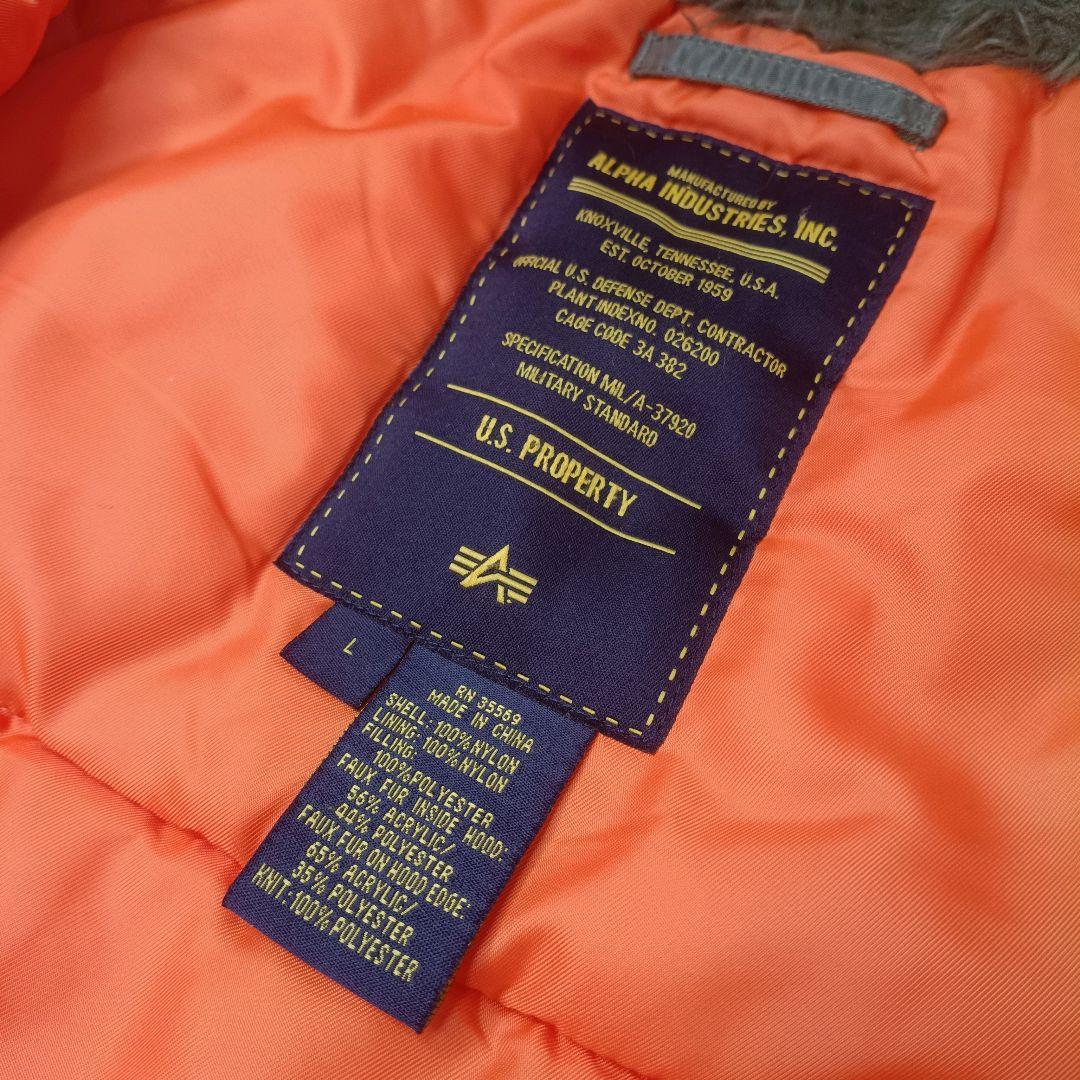 MANUFACTURED BY
ALPHA INDUSTRIES, INC.
KNOXVILLE, TENNESSEE, U.S.A.
EST. OCTOBER 1959
OFFICIAL U.S. DEFENSE DEPT. CONTRACTOR
PLANT INDEXNO. 026200
CAGE CODE 3A 382
SPECIFICATION MIL/A-37920
MILITARY STANDARD
U.S. PROPERTY
L
RN 35569
MADE IN CHINA
SHELL: 100% NYLON
LINING: 100% NYLON
FILLING:
100%POLYESTER
FAUX FUR INSIDE HOOD:
56% ACRYLIC/
44% POLYESTER
FAUX FUR ON HOOD EDGE:
65% ACRYLIC/
35% POLYESTER
KNIT: 100% POLYESTER